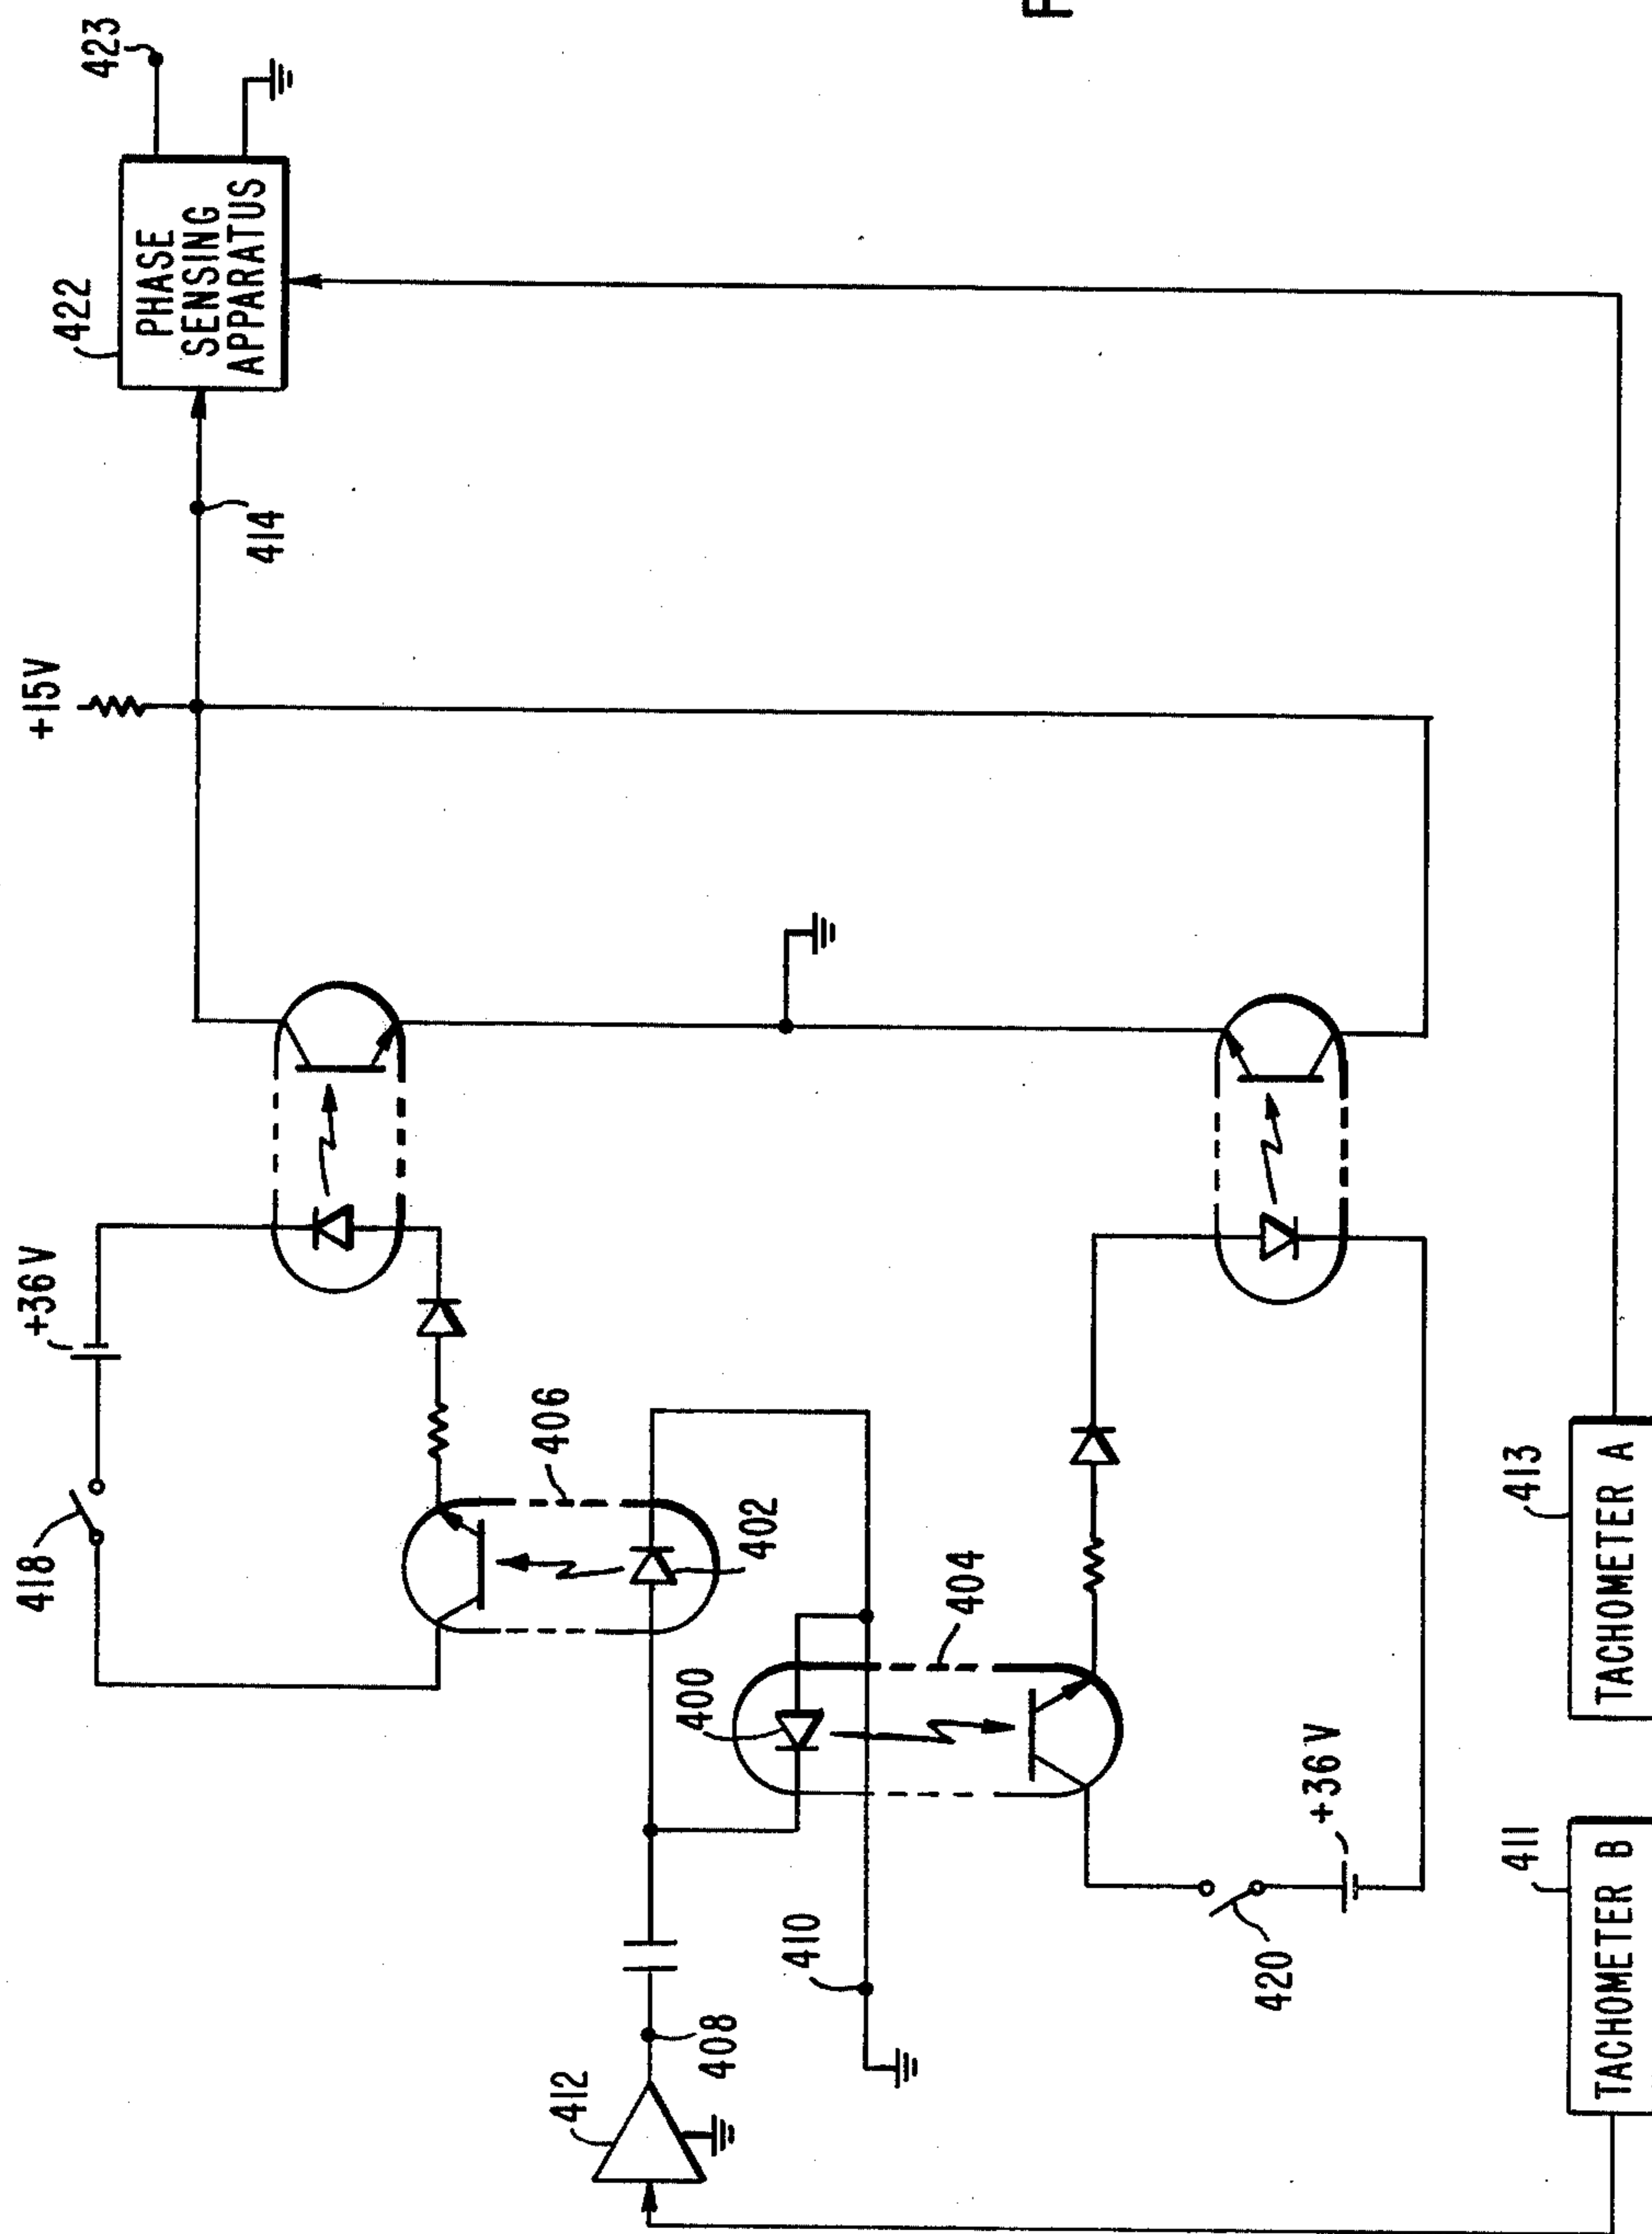 423
422
PHASE
SENSING
APPARATUS
+15V
414
+36V
418
406
402
404
400
+36V
410
420
408
412
413
TACHOMETER A
411
TACHOMETER B
F